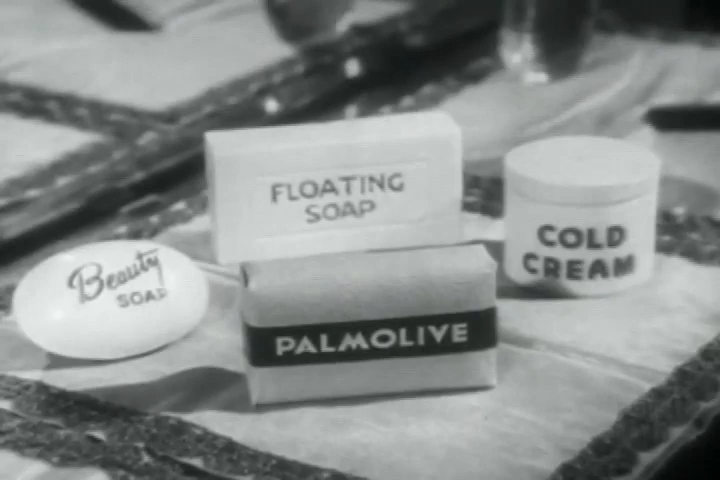 FLOATING
SOAP
COLD
CREAM
Beauty
SOAP
PALMOLIVE